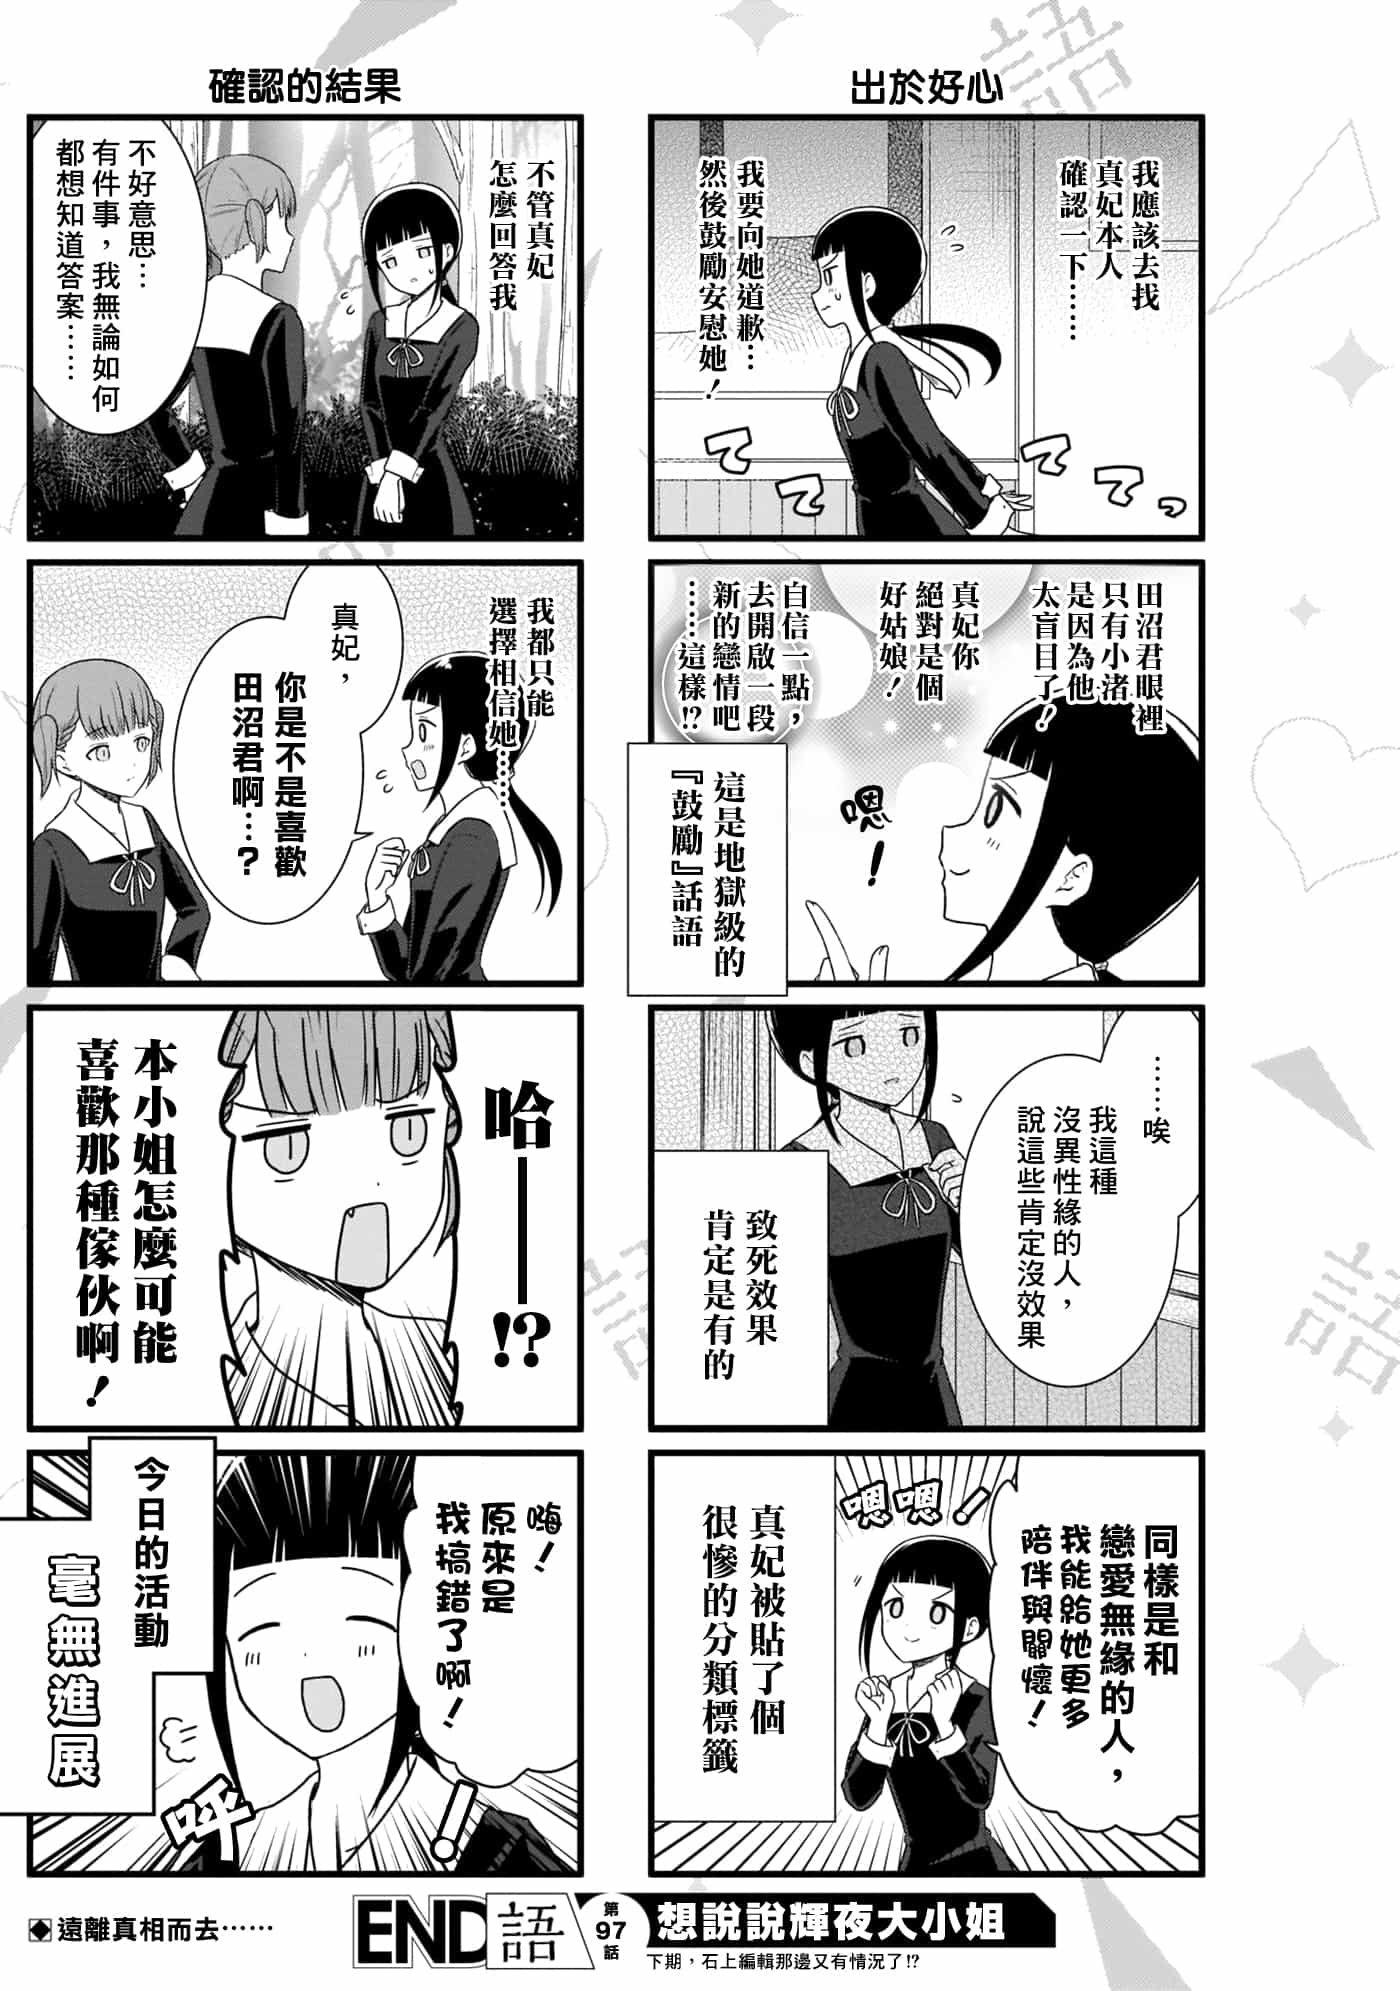 出於好心
我應該去找
真妃本人
確認一下……
我要向她道歉…
然後鼓勵安慰她！
て
て
て
てっ
田沼君眼裡
只有小渚
是因為他
太盲目了！
真妃你
絕對是個
好姑娘！
自信一點，
去開啟一段
新的戀情吧
……這樣!?
嗯！
這是地獄級的
『鼓勵』話語
……唉
我這種
沒異性緣的人，
說這些肯定沒效果
致死效果
肯定是有的
同樣是和
戀愛無緣的人，
我能給她更多
陪伴與關懷！
嗯嗯！
真妃被貼了個
很慘的分類標籤
確認的結果
不管真妃
怎麼回答我
不好意思…
有件事，我無論如何
都想知道答案……
我都只能
選擇相信她……
真妃，
你是不是喜歡
田沼君啊…？
哈——!?
本小姐怎麼可能
喜歡那種傢伙啊！
嗨！
原來是
我搞錯了啊！
呼——！
今日的活動
毫無進展
◆遠離真相而去……
END
語
第
97
話
想說說輝夜大小姐
下期，石上編輯那邊又有情況了!?
語
語
語